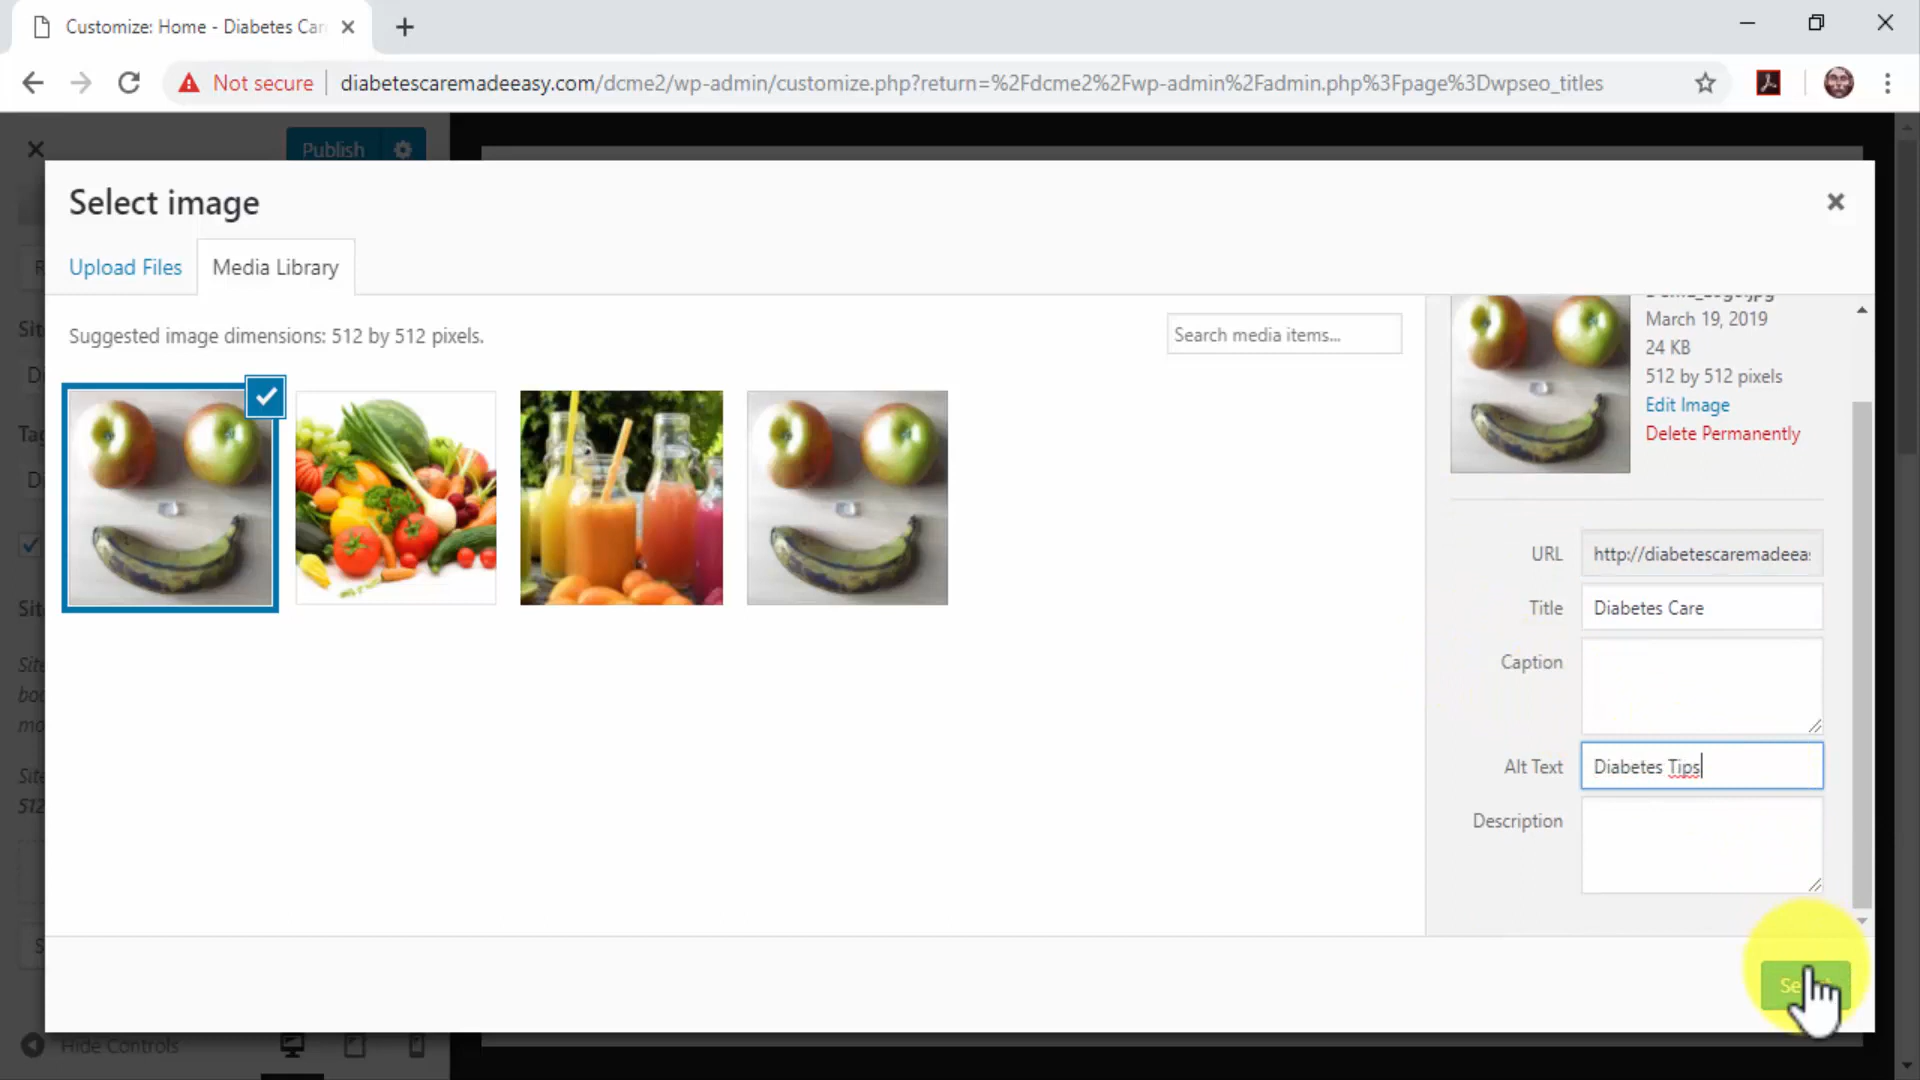 Customize: Home - Diabetes Car
Not secure
diabetescaremadeeasy.com/dcme2/wp-admin/customize.php?return=%2Fdcme2%2Fwp-admin%2Fadmin.php%3Fpage%3Dwpseo_titles
Publish
Select image
Upload Files
Media Library
Suggested image dimensions: 512 by 512 pixels.
Search media items...
March 19, 2019
24 KB
512 by 512 pixels
Edit Image
Delete Permanently
URL
http://diabetescaremadeeas
Title
Diabetes Care
Caption
Alt Text
Diabetes Tips
Description
Hide Controls